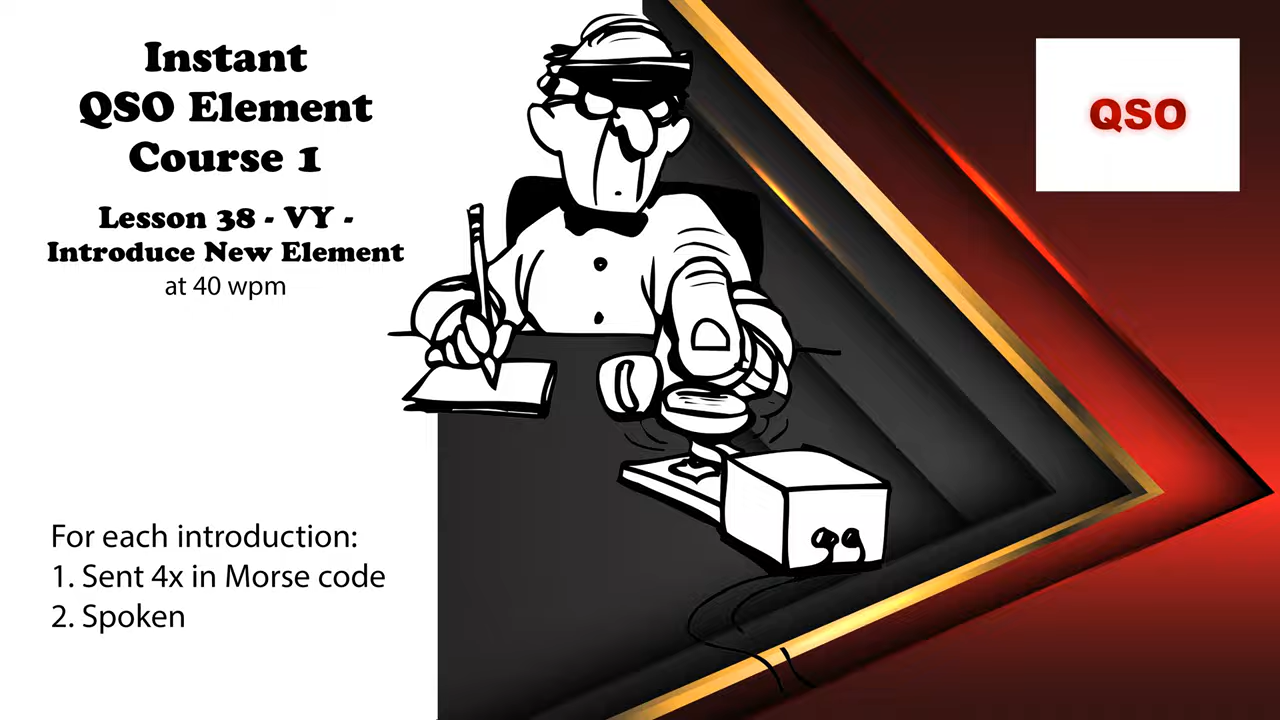 Instant
QSO Element
Course 1
Lesson 38 - VY -
Introduce New Element
at 40 wpm
QSO
For each introduction:
1. Sent 4x in Morse code
2. Spoken